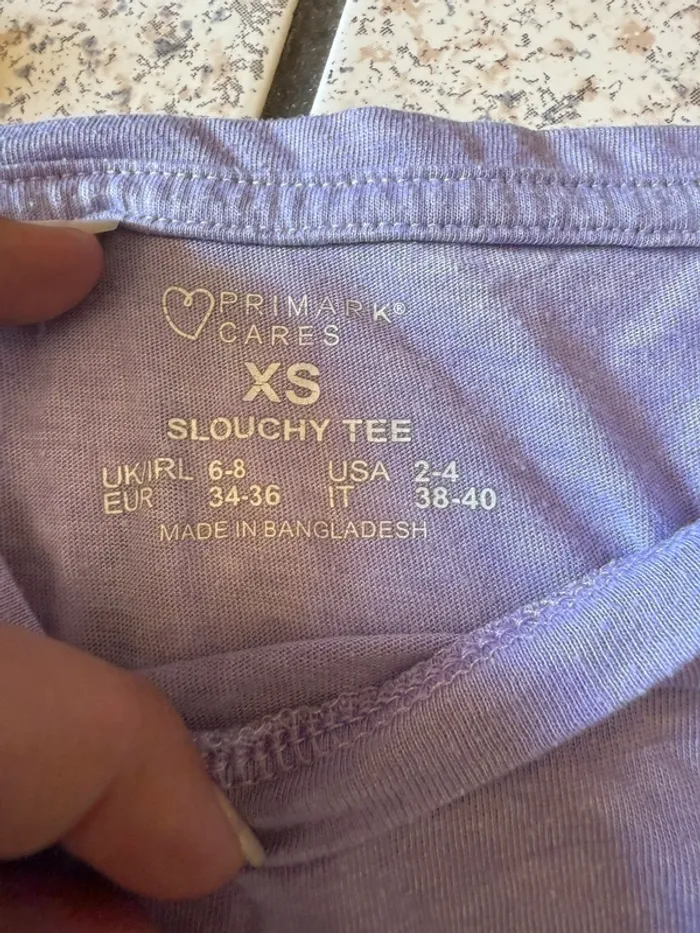 PRIMARK®
CARES
XS
SLOUCHY TEE
UK/IRL 6-8 USA 2-4
EUR 34-36 IT 38-40
MADE IN BANGLADESH